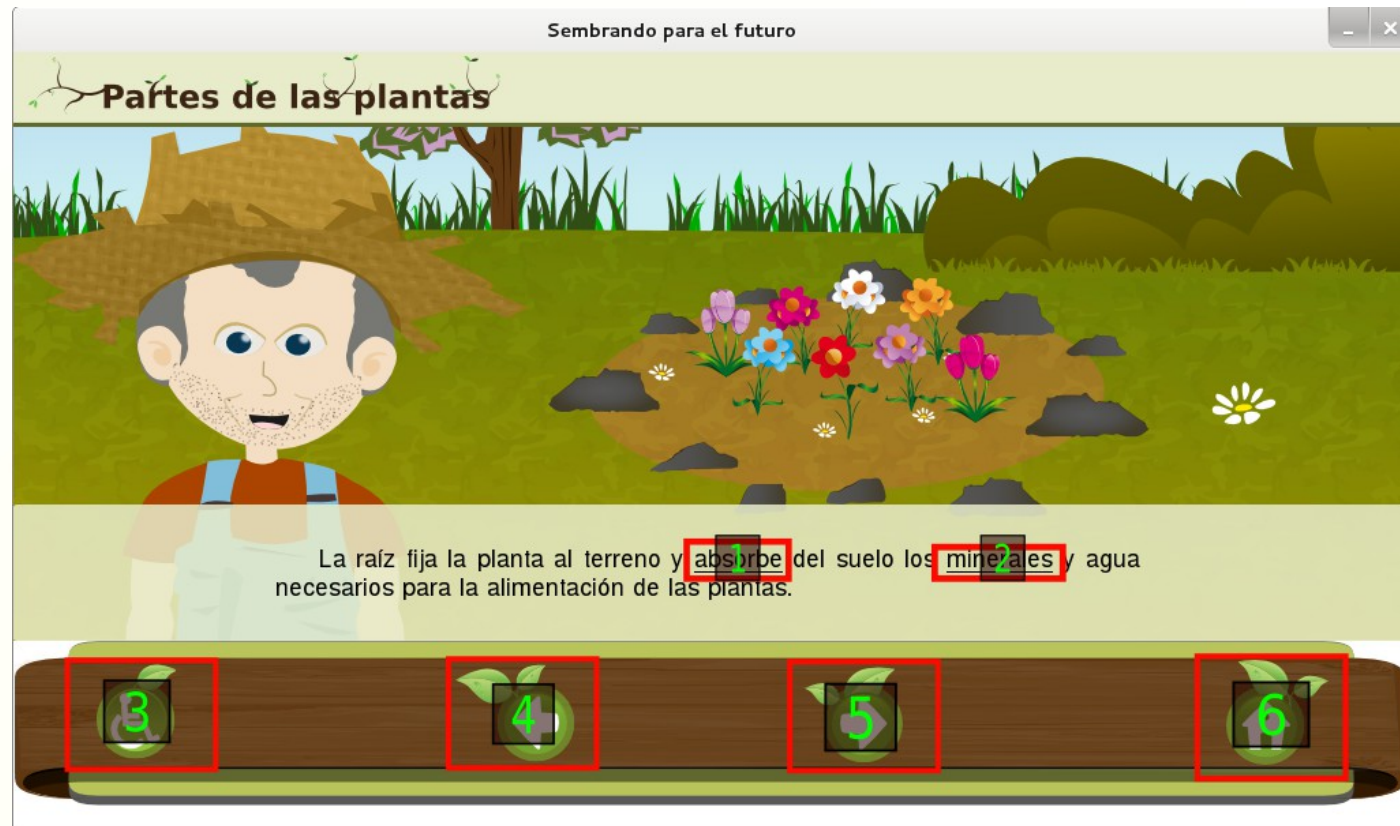 Sembrando para el futuro
Partes de las plantas
La raíz fija la planta al terreno y absorbe del suelo los minerales y agua
necesarios para la alimentación de las plantas.
1
2
3
4
5
6